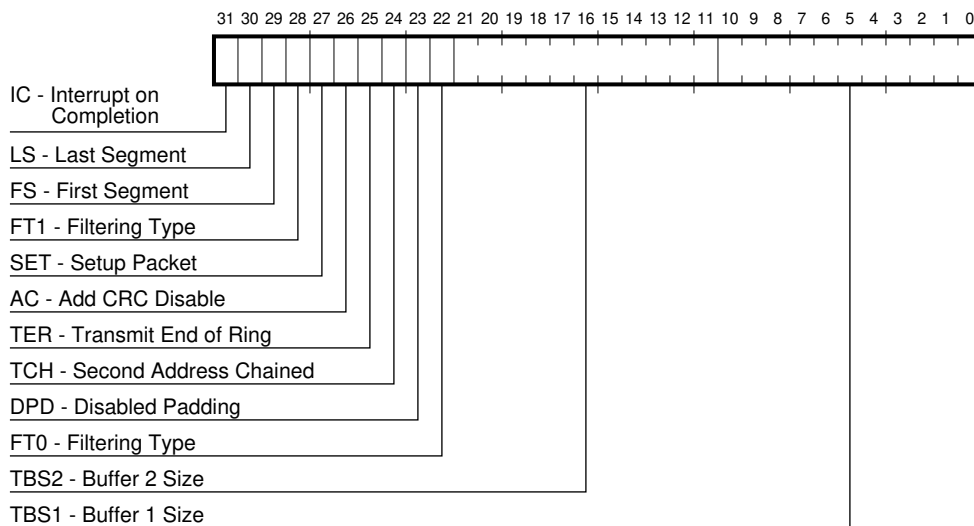 31 30 29 28 27 26 25 24 23 22 21 20 19 18 17 16 15 14 13 12 11 10 9 8 7 6 5 4 3 2 1 0
IC - Interrupt on
Completion
LS - Last Segment
FS - First Segment
FT1 - Filtering Type
SET - Setup Packet
AC - Add CRC Disable
TER - Transmit End of Ring
TCH - Second Address Chained
DPD - Disabled Padding
FT0 - Filtering Type
TBS2 - Buffer 2 Size
TBS1 - Buffer 1 Size